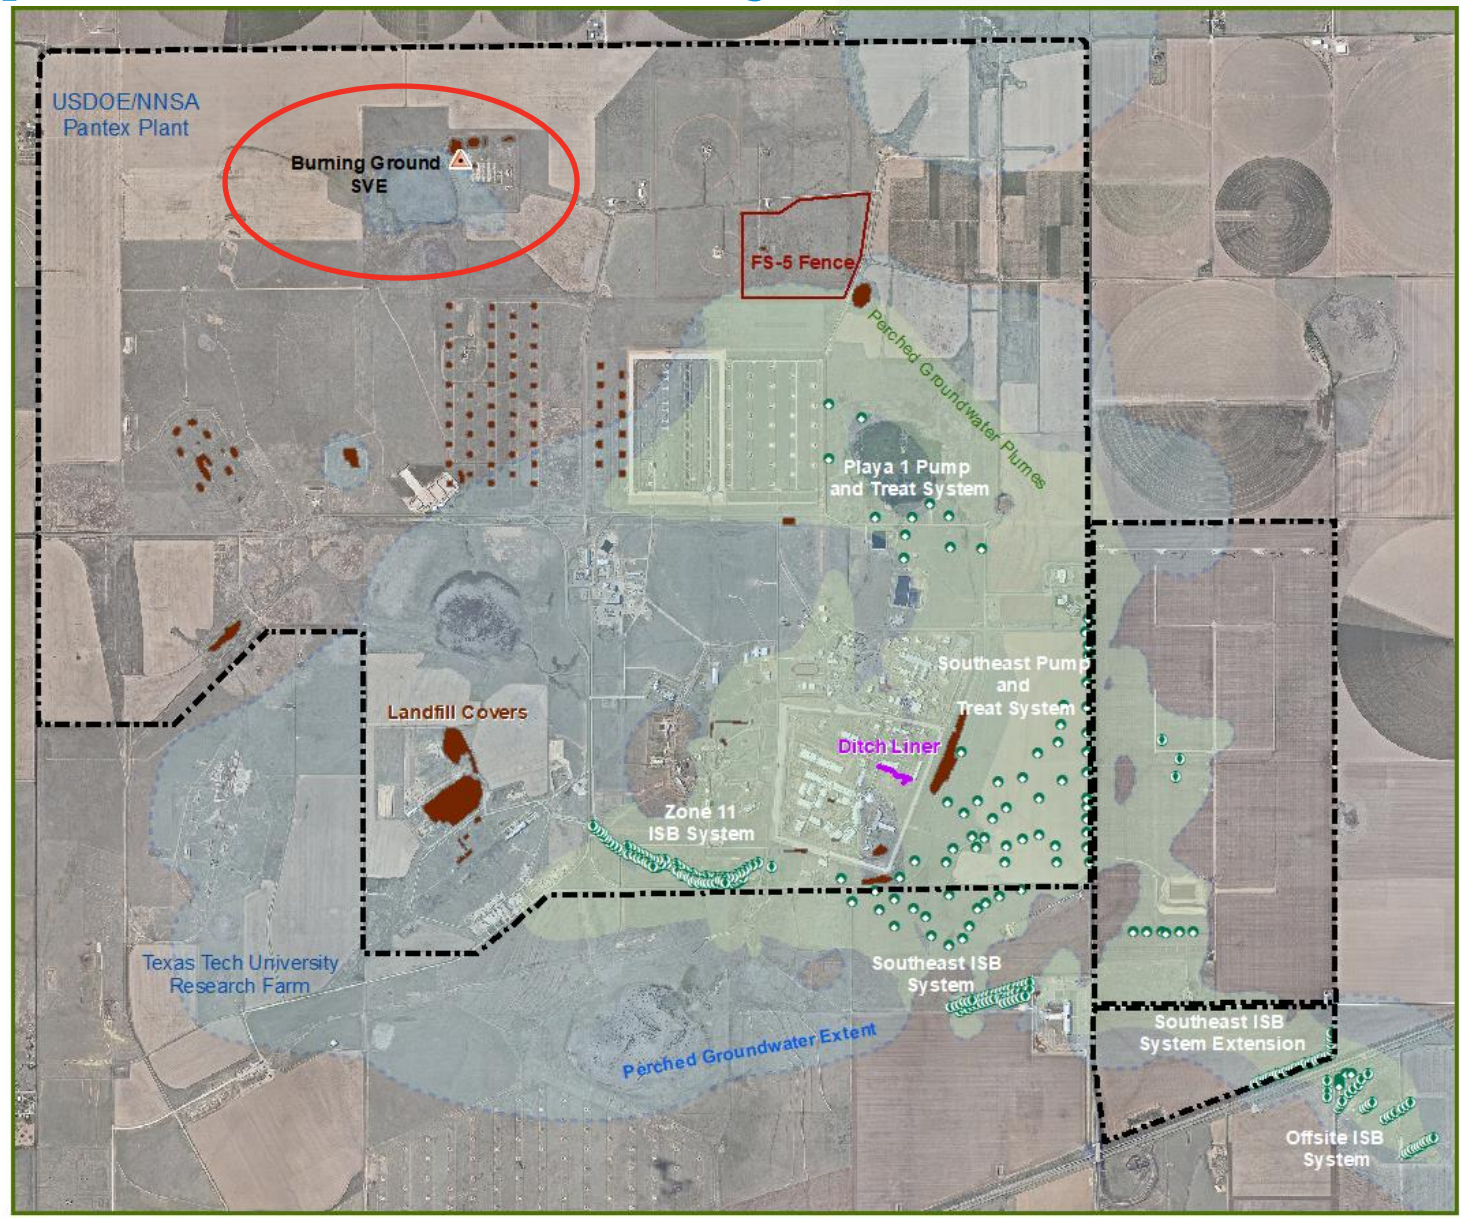 USDOE/NNSA
Pantex Plant
Burning Ground
SVE
FS-5 Fence
Perched Groundwater Plumes
Playa 1 Pump
and Treat System
Southeast Pump
and
Treat System
Landfill Covers
Ditch Liner
Zone 11
ISB System
Texas Tech University
Research Farm
Southeast ISB
System
Perched Groundwater Extent
Southeast ISB
System Extension
Offsite ISB
System